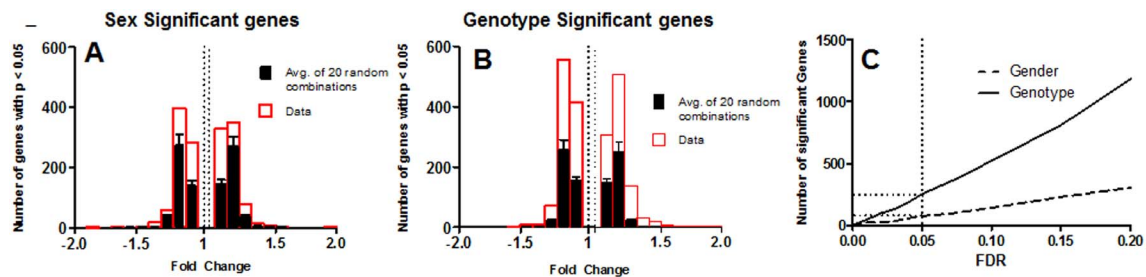 Sex Significant genes
A
Number of genes with p < 0.05
600
400
200
0
-2.0
-1.5
1
1.5
2.0
Fold Change
Avg. of 20 random
combinations
Data
Genotype Significant genes
B
Number of genes with p < 0.05
600
400
200
0
-2.0
-1.5
1
1.5
2.0
Fold Change
Avg. of 20 random
combinations
Data
C
Number of significant Genes
1500
1000
500
0
0.00
0.05
0.10
0.15
0.20
FDR
Gender
Genotype